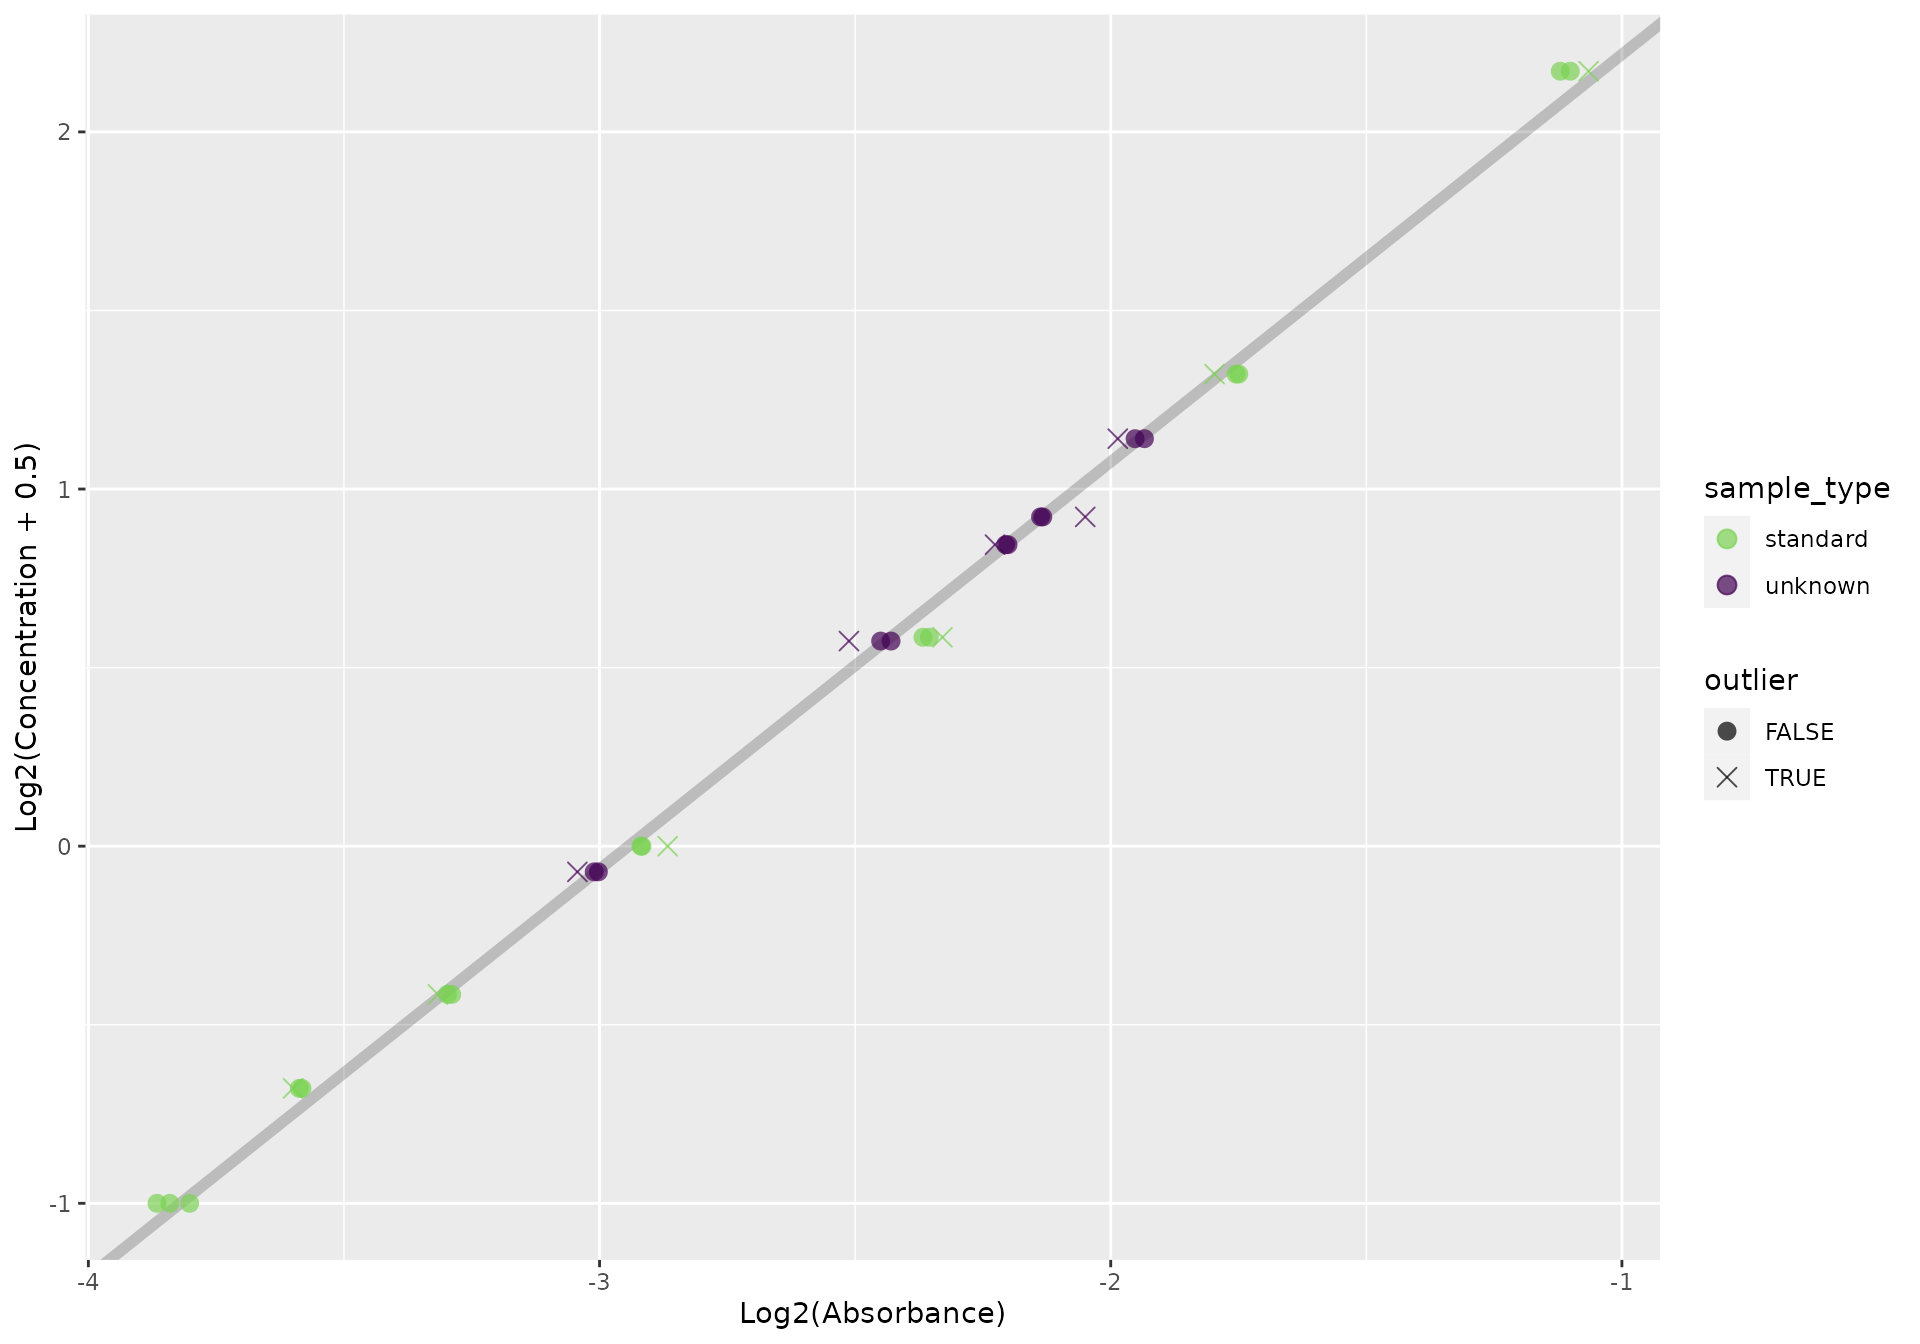 Log2(Concentration + 0.5)
2
1
0
-1
-4
-3
-2
-1
Log2(Absorbance)
sample_type
standard
unknown
outlier
FALSE
TRUE